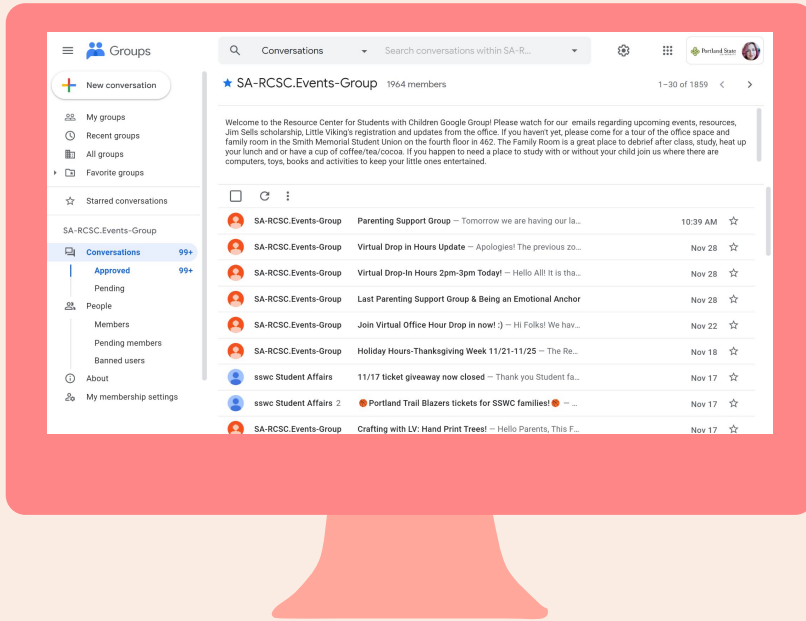 Groups
Conversations
Search conversations within SA-R...
Portland State
New conversation
My groups
Recent groups
All groups
Favorite groups
Starred conversations
SA-RCSC.Events-Group
Conversations 99+
Approved 99+
Pending
People
Members
Pending members
Banned users
About
My membership settings
SA-RCSC.Events-Group 1964 members
1–30 of 1859
Welcome to the Resource Center for Students with Children Google Group! Please watch for our emails regarding upcoming events, resources,
Jim Sells scholarship, Little Viking's registration and updates from the office. If you haven't yet, please come for a tour of the office space and
family room in the Smith Memorial Student Union on the fourth floor in 462. The Family Room is a great place to debrief after class, study, heat up
your lunch and or have a cup of coffee/tea/cocoa. If you happen to need a place to study with or without your child join us where there are
computers, toys, books and activities to keep your little ones entertained.
SA-RCSC.Events-Group Parenting Support Group – Tomorrow we are having our la... 10:39 AM
SA-RCSC.Events-Group Virtual Drop in Hours Update – Apologies! The previous zo... Nov 28
SA-RCSC.Events-Group Virtual Drop-In Hours 2pm-3pm Today! – Hello All! It is tha... Nov 28
SA-RCSC.Events-Group Last Parenting Support Group & Being an Emotional Anchor Nov 28
SA-RCSC.Events-Group Join Virtual Office Hour Drop in now! :) – Hi Folks! We hav... Nov 22
SA-RCSC.Events-Group Holiday Hours-Thanksgiving Week 11/21-11/25 – The Re... Nov 18
sswc Student Affairs 11/17 ticket giveaway now closed – Thank you Student fa... Nov 17
sswc Student Affairs 2 🏀Portland Trail Blazers tickets for SSWC families!🏀 – ... Nov 17
SA-RCSC.Events-Group Crafting with LV: Hand Print Trees! – Hello Parents, This F... Nov 17